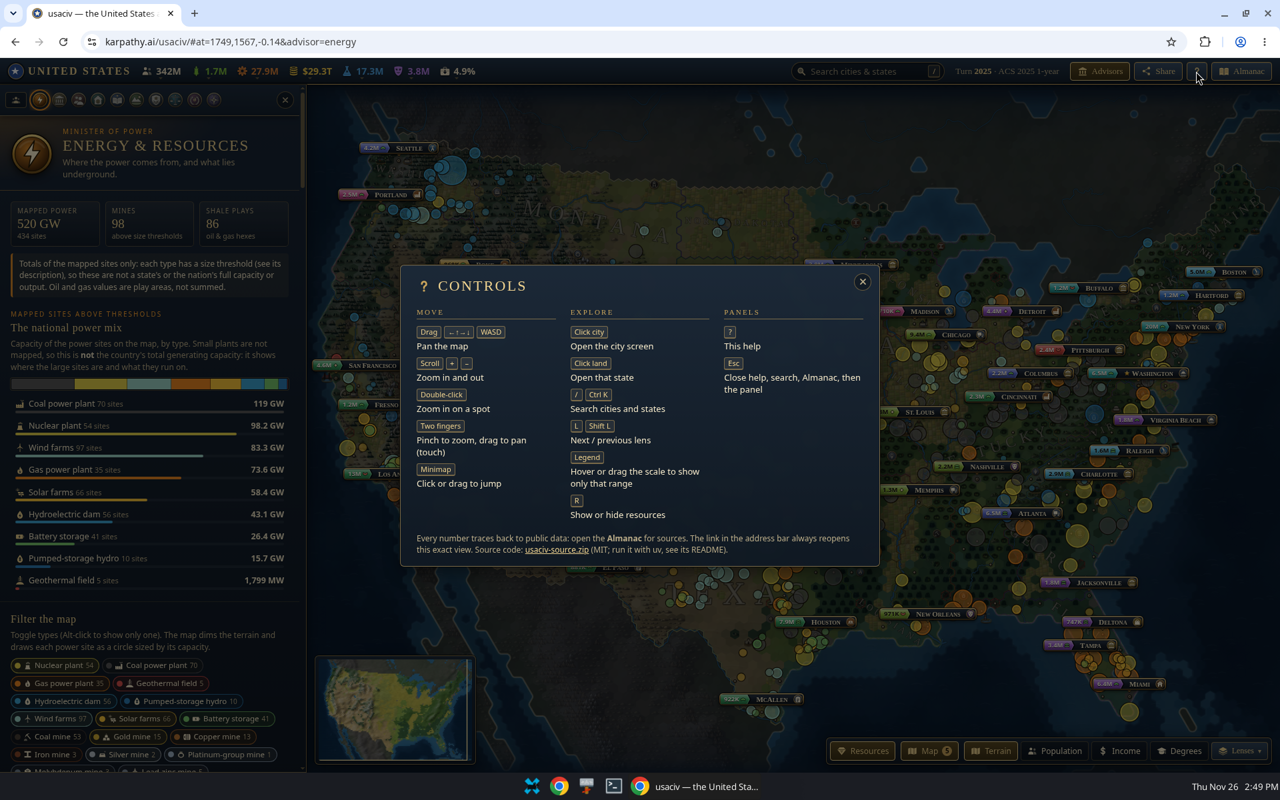 usaciv — the United States
karpathy.ai/usaciv/#at=1749,1567,-0.14&advisor=energy
UNITED STATES
342M
1.7M
27.9M
$29.3T
17.3M
3.8M
4.9%
Search cities & states
/
Turn 2025 · ACS 2025 1-year
Advisors
Share
?
Almanac
MINISTER OF POWER
ENERGY & RESOURCES
Where the power comes from, and what lies
underground.
MAPPED POWER
520 GW
434 sites
MINES
98
above size thresholds
SHALE PLAYS
86
oil & gas hexes
Totals of the mapped sites only: each type has a size threshold (see its
description), so these are not a state's or the nation's full capacity or
output. Oil and gas values are play areas, not summed.
MAPPED SITES ABOVE THRESHOLDS
The national power mix
Capacity of the power sites on the map, by type. Small plants are not
mapped, so this is not the country's total generating capacity: it shows
where the large sites are and what they run on.
Coal power plant 70 sites 119 GW
Nuclear plant 54 sites 98.2 GW
Wind farms 97 sites 83.3 GW
Gas power plant 35 sites 73.6 GW
Solar farms 66 sites 58.4 GW
Hydroelectric dam 56 sites 43.1 GW
Battery storage 41 sites 26.4 GW
Pumped-storage hydro 10 sites 15.7 GW
Geothermal field 5 sites 1,799 MW
Filter the map
Toggle types (Alt-click to show only one). The map dims the terrain and
draws each power site as a circle sized by its capacity.
Nuclear plant 54
Coal power plant 70
Gas power plant 35
Geothermal field 5
Hydroelectric dam 56
Pumped-storage hydro 10
Wind farms 97
Solar farms 66
Battery storage 41
Coal mine 53
Gold mine 15
Copper mine 13
Iron mine 3
Silver mine 2
Platinum-group mine 1
? CONTROLS
MOVE
Drag ←↑→↓ WASD
Pan the map
Scroll + –
Zoom in and out
Double-click
Zoom in on a spot
Two fingers
Pinch to zoom, drag to pan
(touch)
Minimap
Click or drag to jump
EXPLORE
Click city
Open the city screen
Click land
Open that state
/ Ctrl K
Search cities and states
L Shift L
Next / previous lens
Legend
Hover or drag the scale to show
only that range
R
Show or hide resources
PANELS
?
This help
Esc
Close help, search, Almanac, then
the panel
Every number traces back to public data: open the Almanac for sources. The link in the address bar always reopens
this exact view. Source code: usaciv-source.zip (MIT; run it with uv, see its README).
SEATTLE
PORTLAND
SAN FRANCISCO
FRESNO
MONT
BOSTON
HARTFORD
BUFFALO
MADISON
DETROIT
NEW YORK
CHICAGO
PITTSBURGH
COLUMBUS
WASHINGTON
CINCINNATI
ST. LOUIS
VIRGINIA BEACH
RALEIGH
NASHVILLE
CHARLOTTE
MEMPHIS
ATLANTA
JACKSONVILLE
NEW ORLEANS
HOUSTON
DELTONA
TAMPA
MIAMI
MCALLEN
Resources
Map 5
Terrain
Population
Income
Degrees
Lenses
usaciv — the United Sta...
Thu Nov 26 2:49 PM